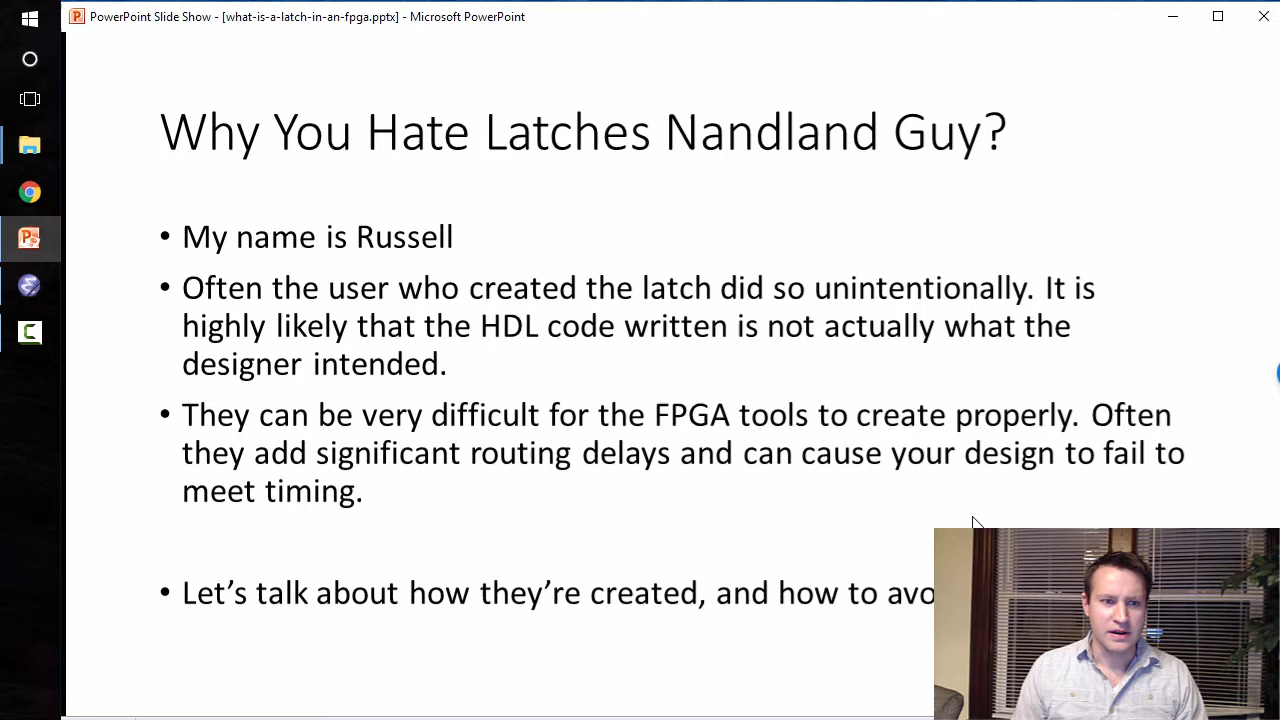 PowerPoint Slide Show - [what-is-a-latch-in-an-fpga.pptx] - Microsoft PowerPoint
Why You Hate Latches Nandland Guy?
• My name is Russell
• Often the user who created the latch did so unintentionally. It is
highly likely that the HDL code written is not actually what the
designer intended.
• They can be very difficult for the FPGA tools to create properly. Often
they add significant routing delays and can cause your design to fail to
meet timing.
• Let's talk about how they're created, and how to avo